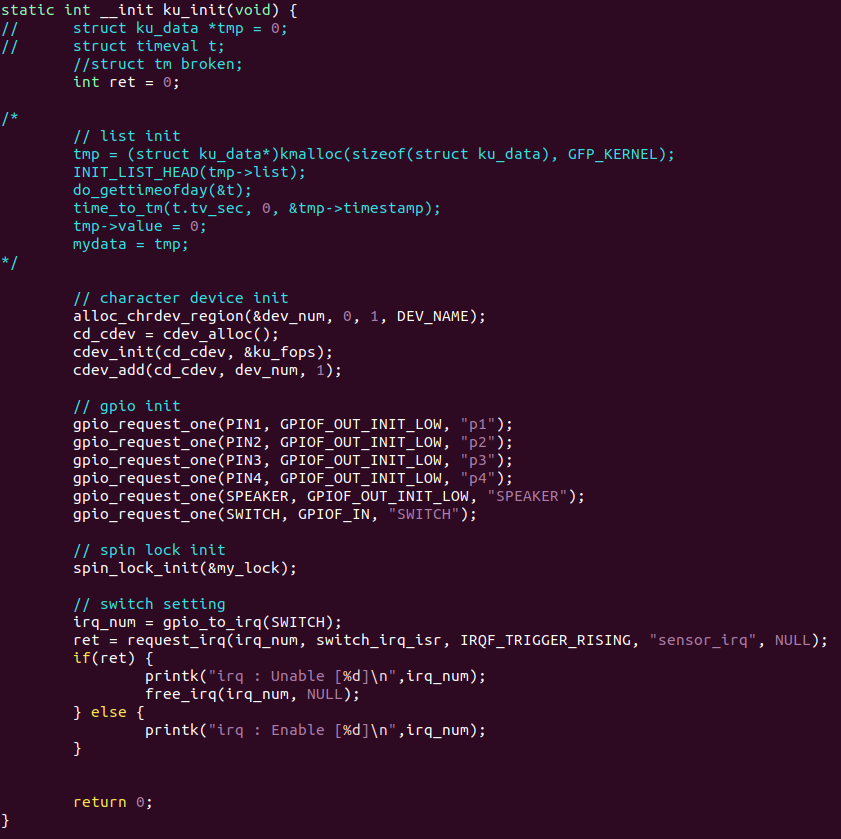 static int __init ku_init(void) {
//      struct ku_data *tmp = 0;
//      struct timeval t;
        //struct tm broken;
        int ret = 0;

/*
        // list init
        tmp = (struct ku_data*)kmalloc(sizeof(struct ku_data), GFP_KERNEL);
        INIT_LIST_HEAD(tmp->list);
        do_gettimeofday(&t);
        time_to_tm(t.tv_sec, 0, &tmp->timestamp);
        tmp->value = 0;
        mydata = tmp;
*/

        // character device init
        alloc_chrdev_region(&dev_num, 0, 1, DEV_NAME);
        cd_cdev = cdev_alloc();
        cdev_init(cd_cdev, &ku_fops);
        cdev_add(cd_cdev, dev_num, 1);

        // gpio init
        gpio_request_one(PIN1, GPIOF_OUT_INIT_LOW, "p1");
        gpio_request_one(PIN2, GPIOF_OUT_INIT_LOW, "p2");
        gpio_request_one(PIN3, GPIOF_OUT_INIT_LOW, "p3");
        gpio_request_one(PIN4, GPIOF_OUT_INIT_LOW, "p4");
        gpio_request_one(SPEAKER, GPIOF_OUT_INIT_LOW, "SPEAKER");
        gpio_request_one(SWITCH, GPIOF_IN, "SWITCH");

        // spin lock init
        spin_lock_init(&my_lock);

        // switch setting
        irq_num = gpio_to_irq(SWITCH);
        ret = request_irq(irq_num, switch_irq_isr, IRQF_TRIGGER_RISING, "sensor_irq", NULL);
        if(ret) {
                printk("irq : Unable [%d]\n",irq_num);
                free_irq(irq_num, NULL);
        } else {
                printk("irq : Enable [%d]\n",irq_num);
        }


        return 0;
}